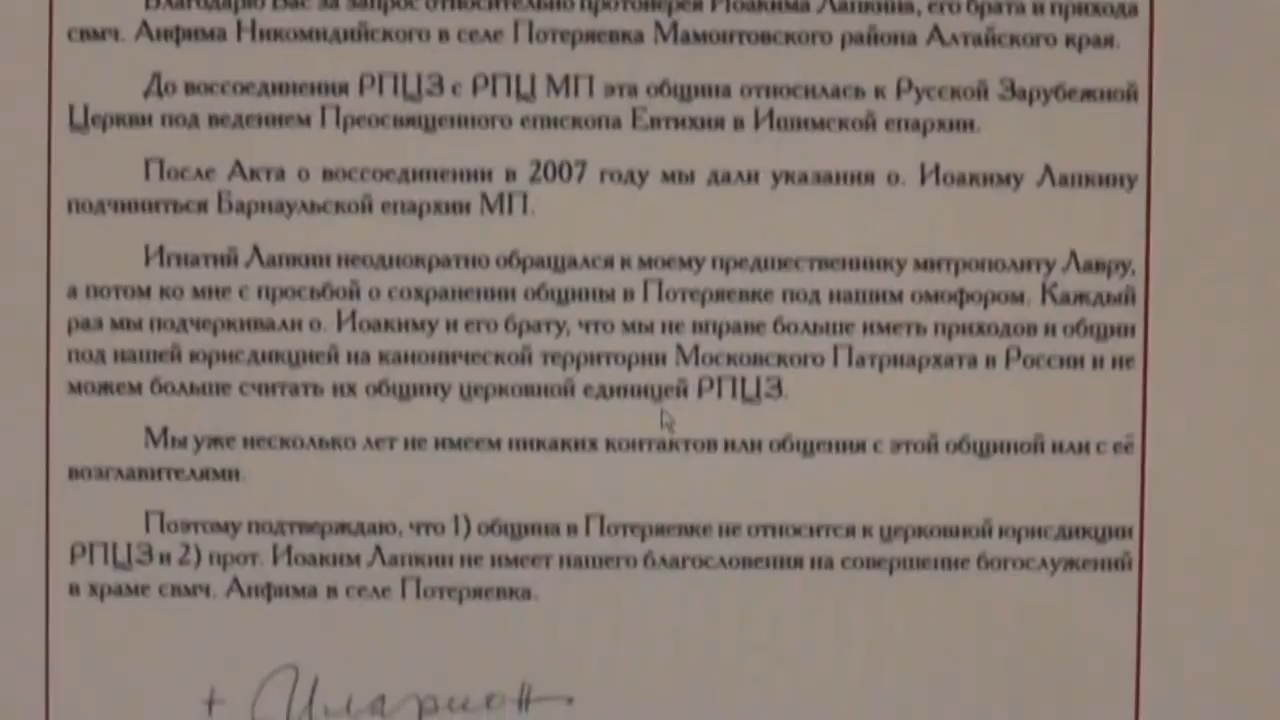 Благодарю Вас за запрос относительно протоиерея Иоакима Лапкина, его брата и прихода
свмч. Анфима Никомидийского в селе Потеряевка Мамонтовского района Алтайского края.
До воссоединения РПЦЗ с РПЦ МП эта община относилась к Русской Зарубежной
Церкви под ведением Преосвященного епископа Евтихия в Ишимской епархии.
После Акта о воссоединении в 2007 году мы дали указания о. Иоакиму Лапкину
подчиниться Барнаульской епархии МП.
Игнатий Лапкин неоднократно обращался к моему предшественнику митрополиту Лавру,
а потом ко мне с просьбой о сохранении общины в Потеряевке под нашим омофором. Каждый
раз мы подчеркивали о. Иоакиму и его брату, что мы не вправе больше иметь приходов и общин
под нашей юрисдикцией на канонической территории Московского Патриархата в России и не
можем больше считать их общину церковной единицей РПЦЗ.
Мы уже несколько лет не имеем никаких контактов или общения с этой общиной или с её
возглавителями.
Поэтому подтверждаю, что 1) община в Потеряевке не относится к церковной юрисдикции
РПЦЗ и 2) прот. Иоаким Лапкин не имеет нашего благословения на совершение богослужений
в храме свмч. Анфима в селе Потеряевка.
+ Иларион